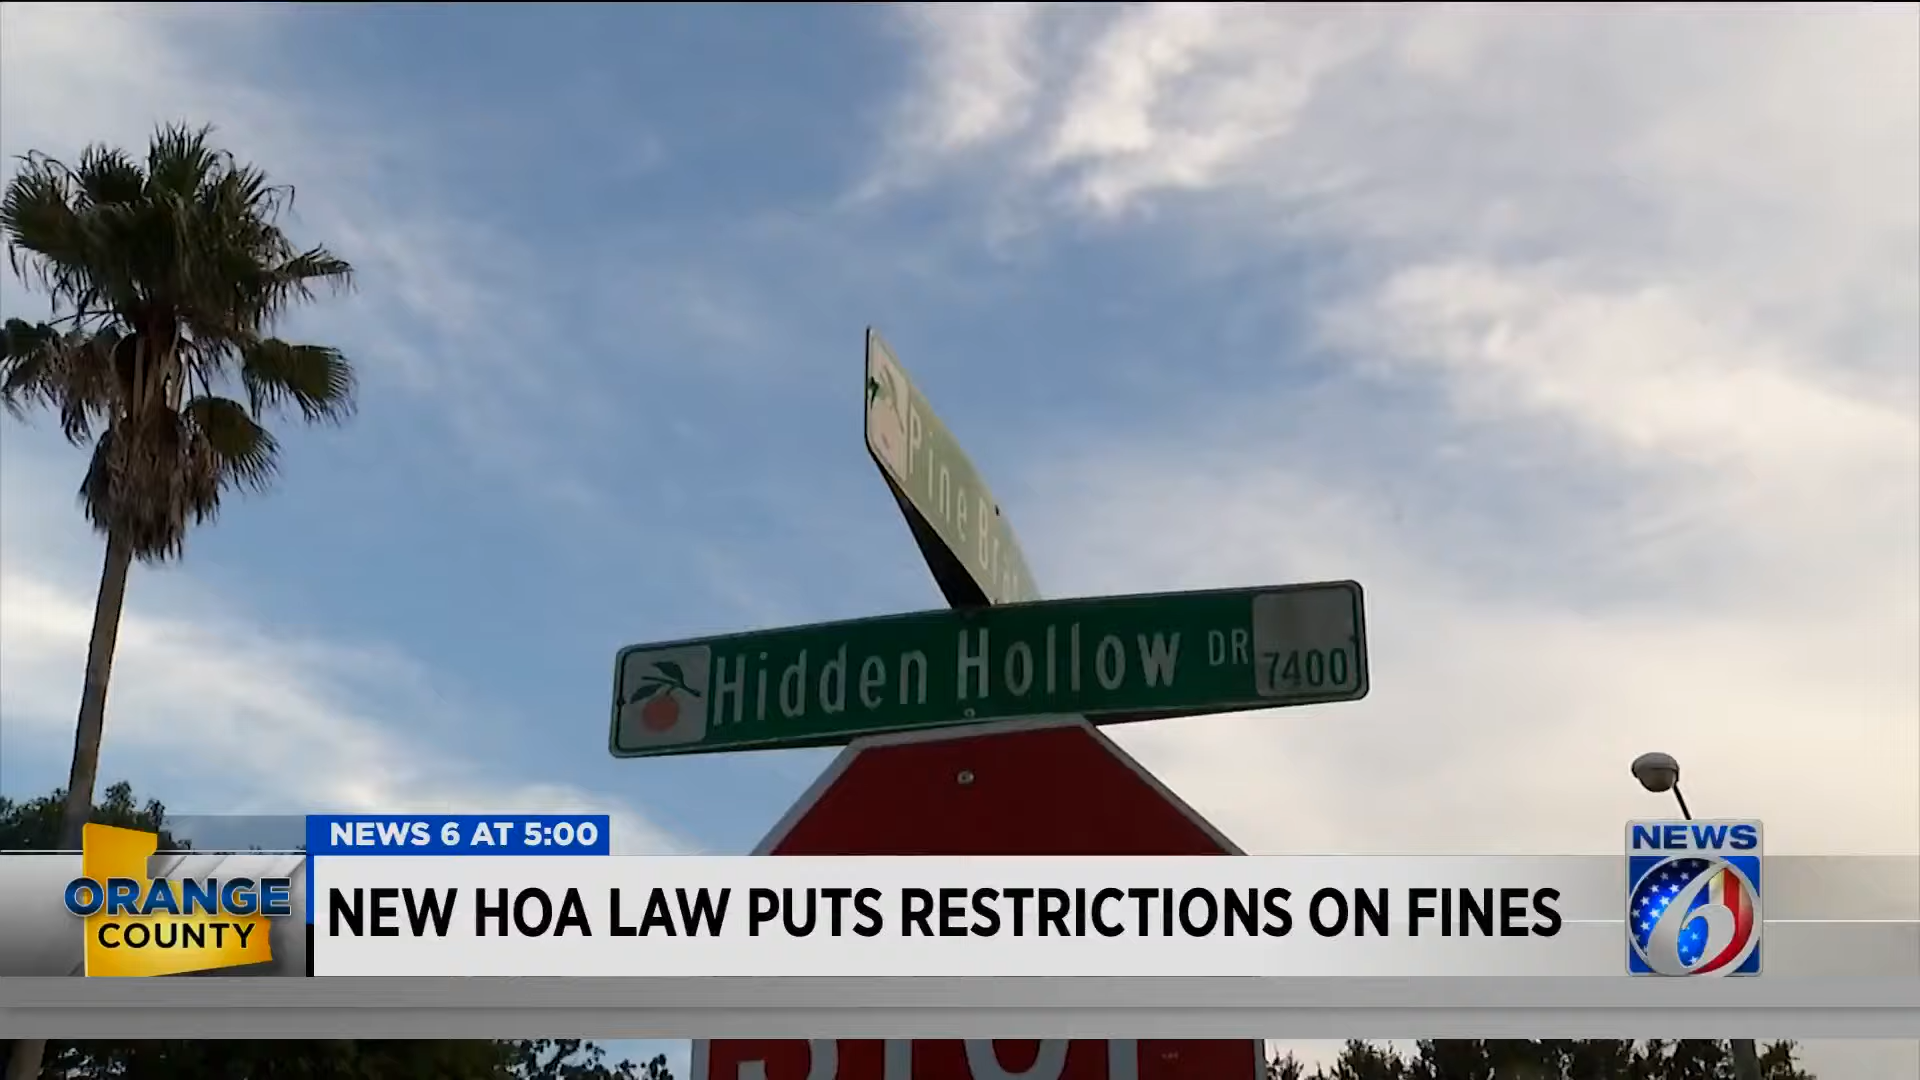 Pine
Hidden Hollow DR 7400
NEWS 6 AT 5:00
ORANGE
COUNTY
NEW HOA LAW PUTS RESTRICTIONS ON FINES
NEWS
6
STOP